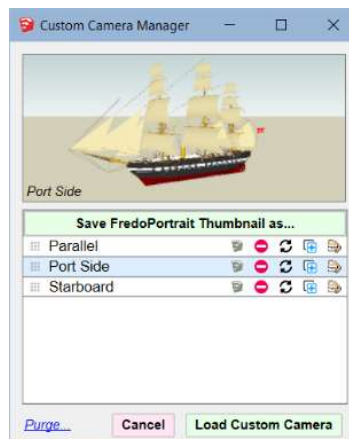 Custom Camera Manager
Port Side
Save FredoPortrait Thumbnail as...
Parallel
Port Side
Starboard
Purge...
Cancel
Load Custom Camera